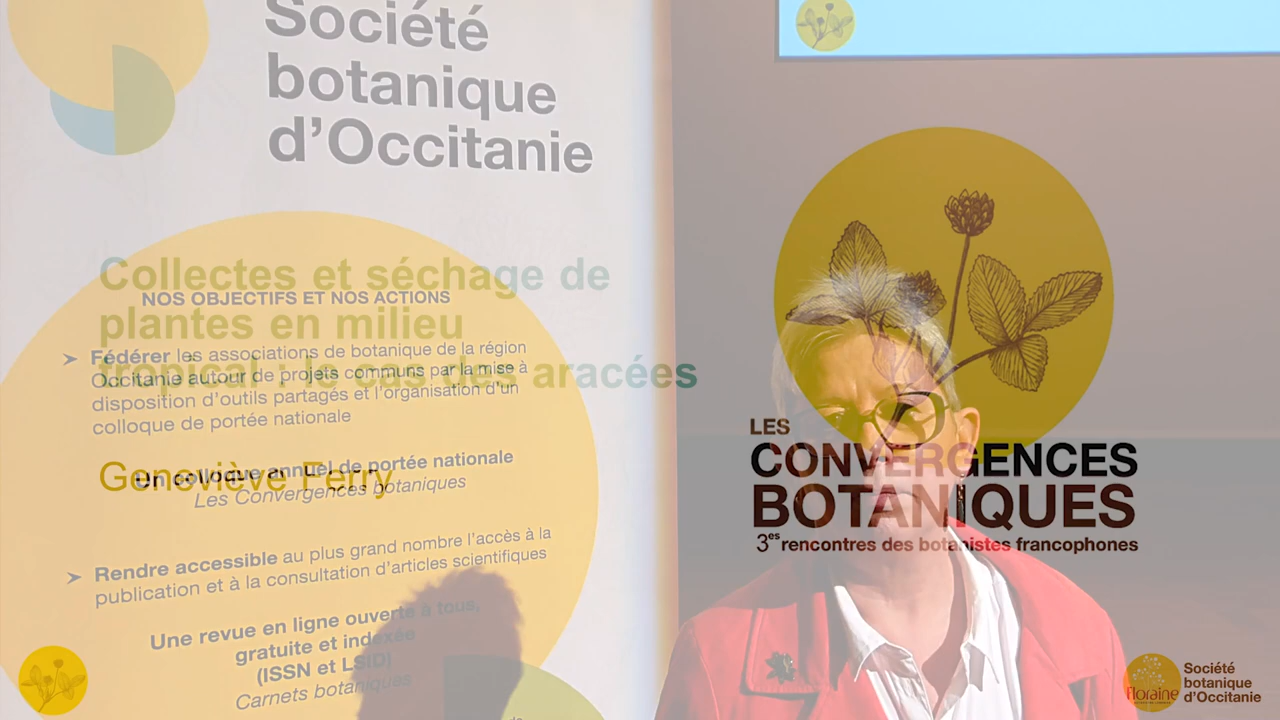 Société
botanique
d'Occitanie
Collectes et séchage de
plantes en milieu
tropical : le cas des aracées
Geneviève Ferry
NOS OBJECTIFS ET NOS ACTIONS
➤ Fédérer les associations de botanique de la région
Occitanie autour de projets communs par la mise à
disposition d'outils partagés et l'organisation d'un
colloque de portée nationale
Un colloque annuel de portée nationale
Les Convergences botaniques
➤ Rendre accessible au plus grand nombre l'accès à la
publication et à la consultation d'articles scientifiques
Une revue en ligne ouverte à tous,
gratuite et indexée
(ISSN et LSID)
Carnets botaniques
LES
CONVERGENCES
BOTANIQUES
3es rencontres des botanistes francophones
floraine
Société
botanique
d'Occitanie